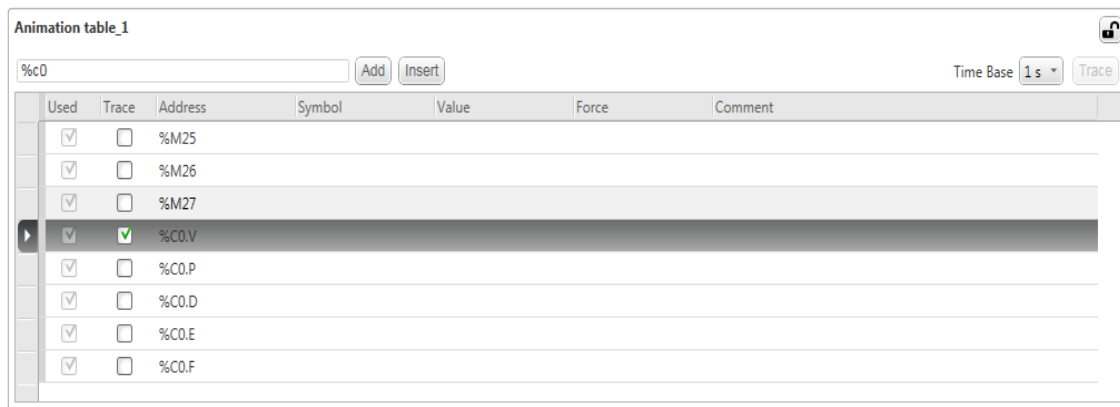 Animation table_1
%c0 Add Insert Time Base 1 s Trace
Used Trace Address Symbol Value Force Comment
%M25
%M26
%M27
%C0.V
%C0.P
%C0.D
%C0.E
%C0.F